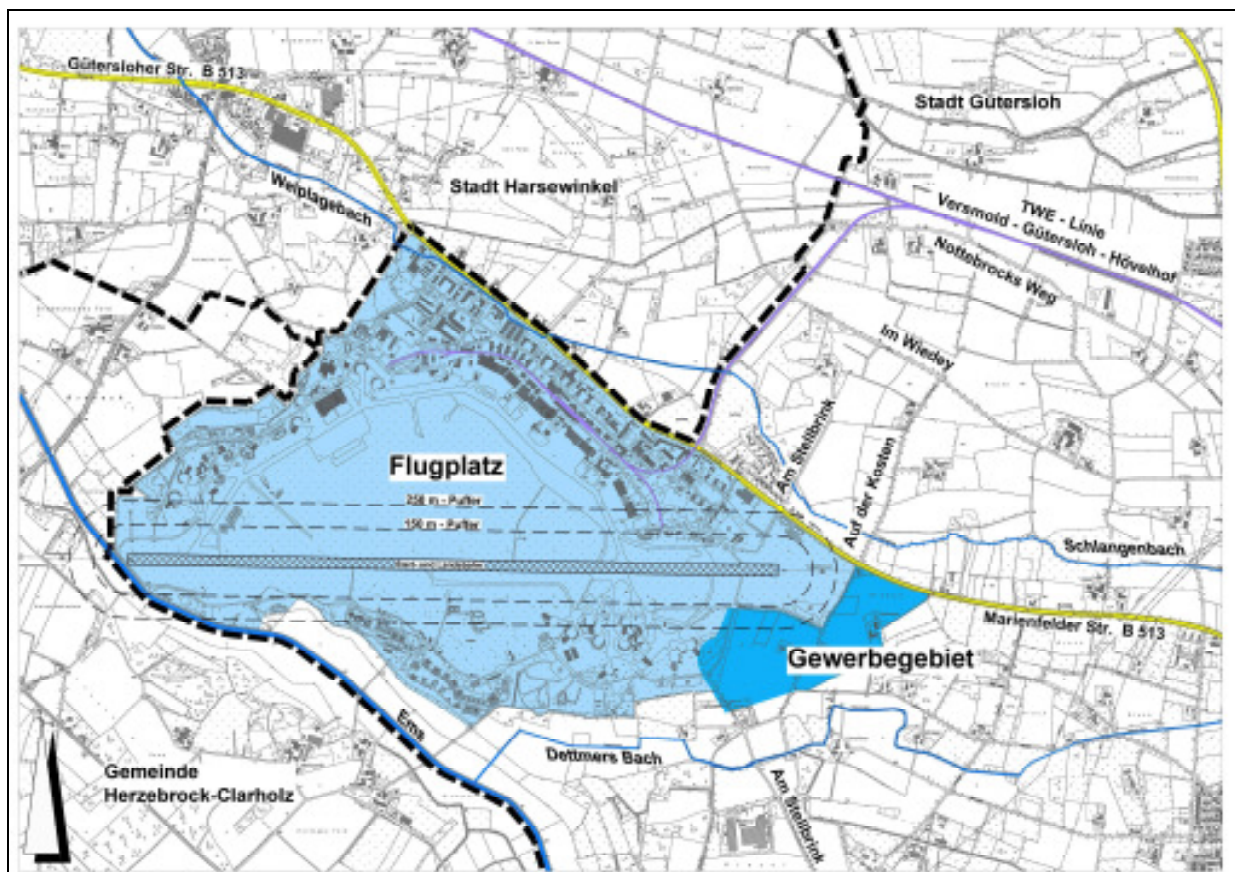 Gütersloher Str. B 513
Stadt Gütersloh
Stadt Harsewinkel
Welplagebach
TWE - Linie
Versmold - Gütersloh - Hövelhof
Nottebrocks Weg
Im Wiedey
Am Stellbrink
Auf der Kosten
Flugplatz
250 m - Puffer
150 m - Puffer
Schlangenbach
Marienfelder Str. B 513
Gewerbegebiet
Ems
Dettmers Bach
Gemeinde
Herzebrock-Clarholz
Am Stellbrink